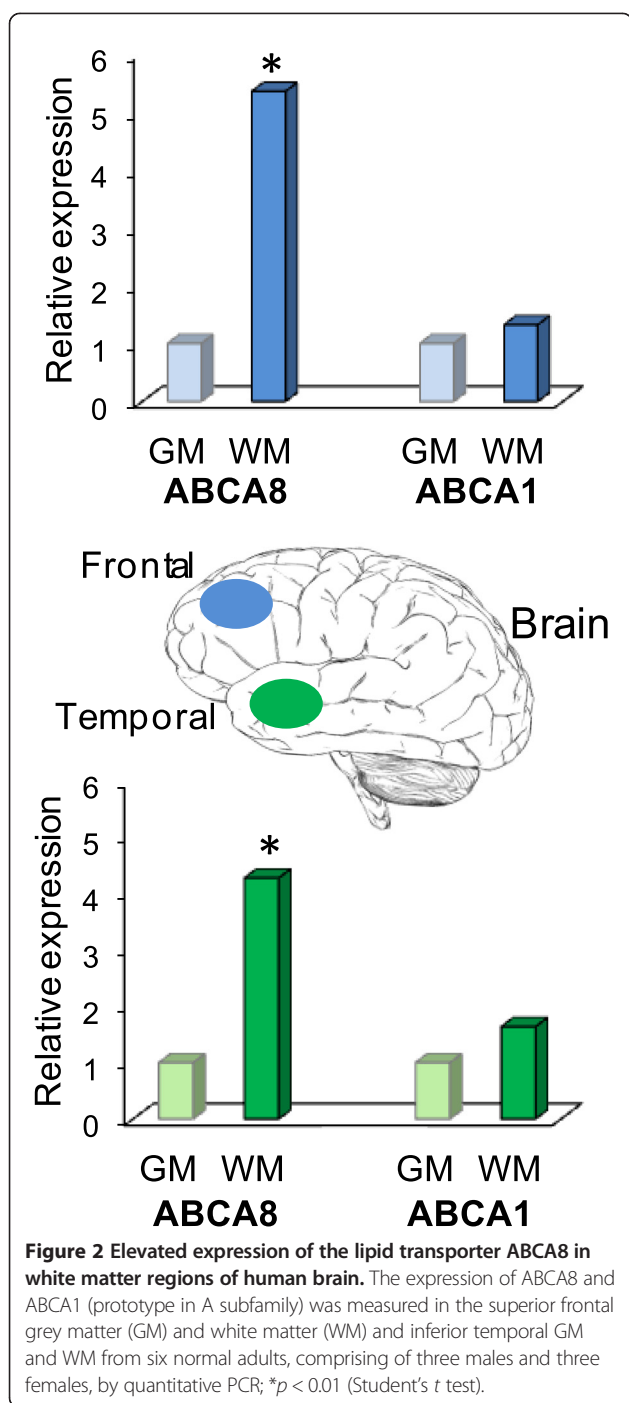 6
*
5
4
3
2
1
0
Relative expression
GM WM GM WM
ABCA8 ABCA1
Frontal
Brain
Temporal
6
5
*
4
3
2
1
0
Relative expression
GM WM GM WM
ABCA8 ABCA1
Figure 2 Elevated expression of the lipid transporter ABCA8 in
white matter regions of human brain. The expression of ABCA8 and
ABCA1 (prototype in A subfamily) was measured in the superior frontal
grey matter (GM) and white matter (WM) and inferior temporal GM
and WM from six normal adults, comprising of three males and three
females, by quantitative PCR; *p < 0.01 (Student's t test).